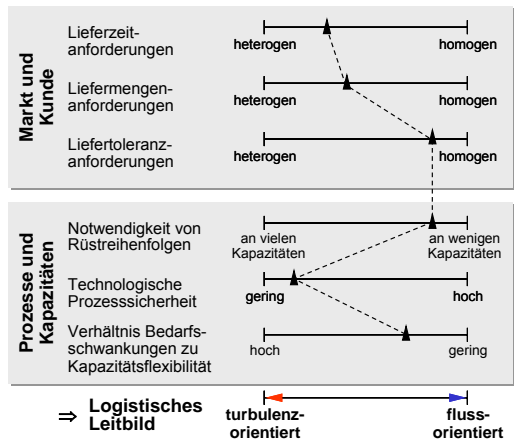 Markt und
Kunde
Lieferzeit-
anforderungen
heterogen
homogen
Liefermengen-
anforderungen
heterogen
homogen
Liefertoleranz-
anforderungen
heterogen
homogen
Prozesse und
Kapazitäten
Notwendigkeit von
Rüstreihenfolgen
an vielen
Kapazitäten
an wenigen
Kapazitäten
Technologische
Prozesssicherheit
gering
hoch
Verhältnis Bedarfs-
schwankungen zu
Kapazitätsflexibilität
hoch
gering
⇒ Logistisches
Leitbild
turbulenz-
orientiert
fluss-
orientiert